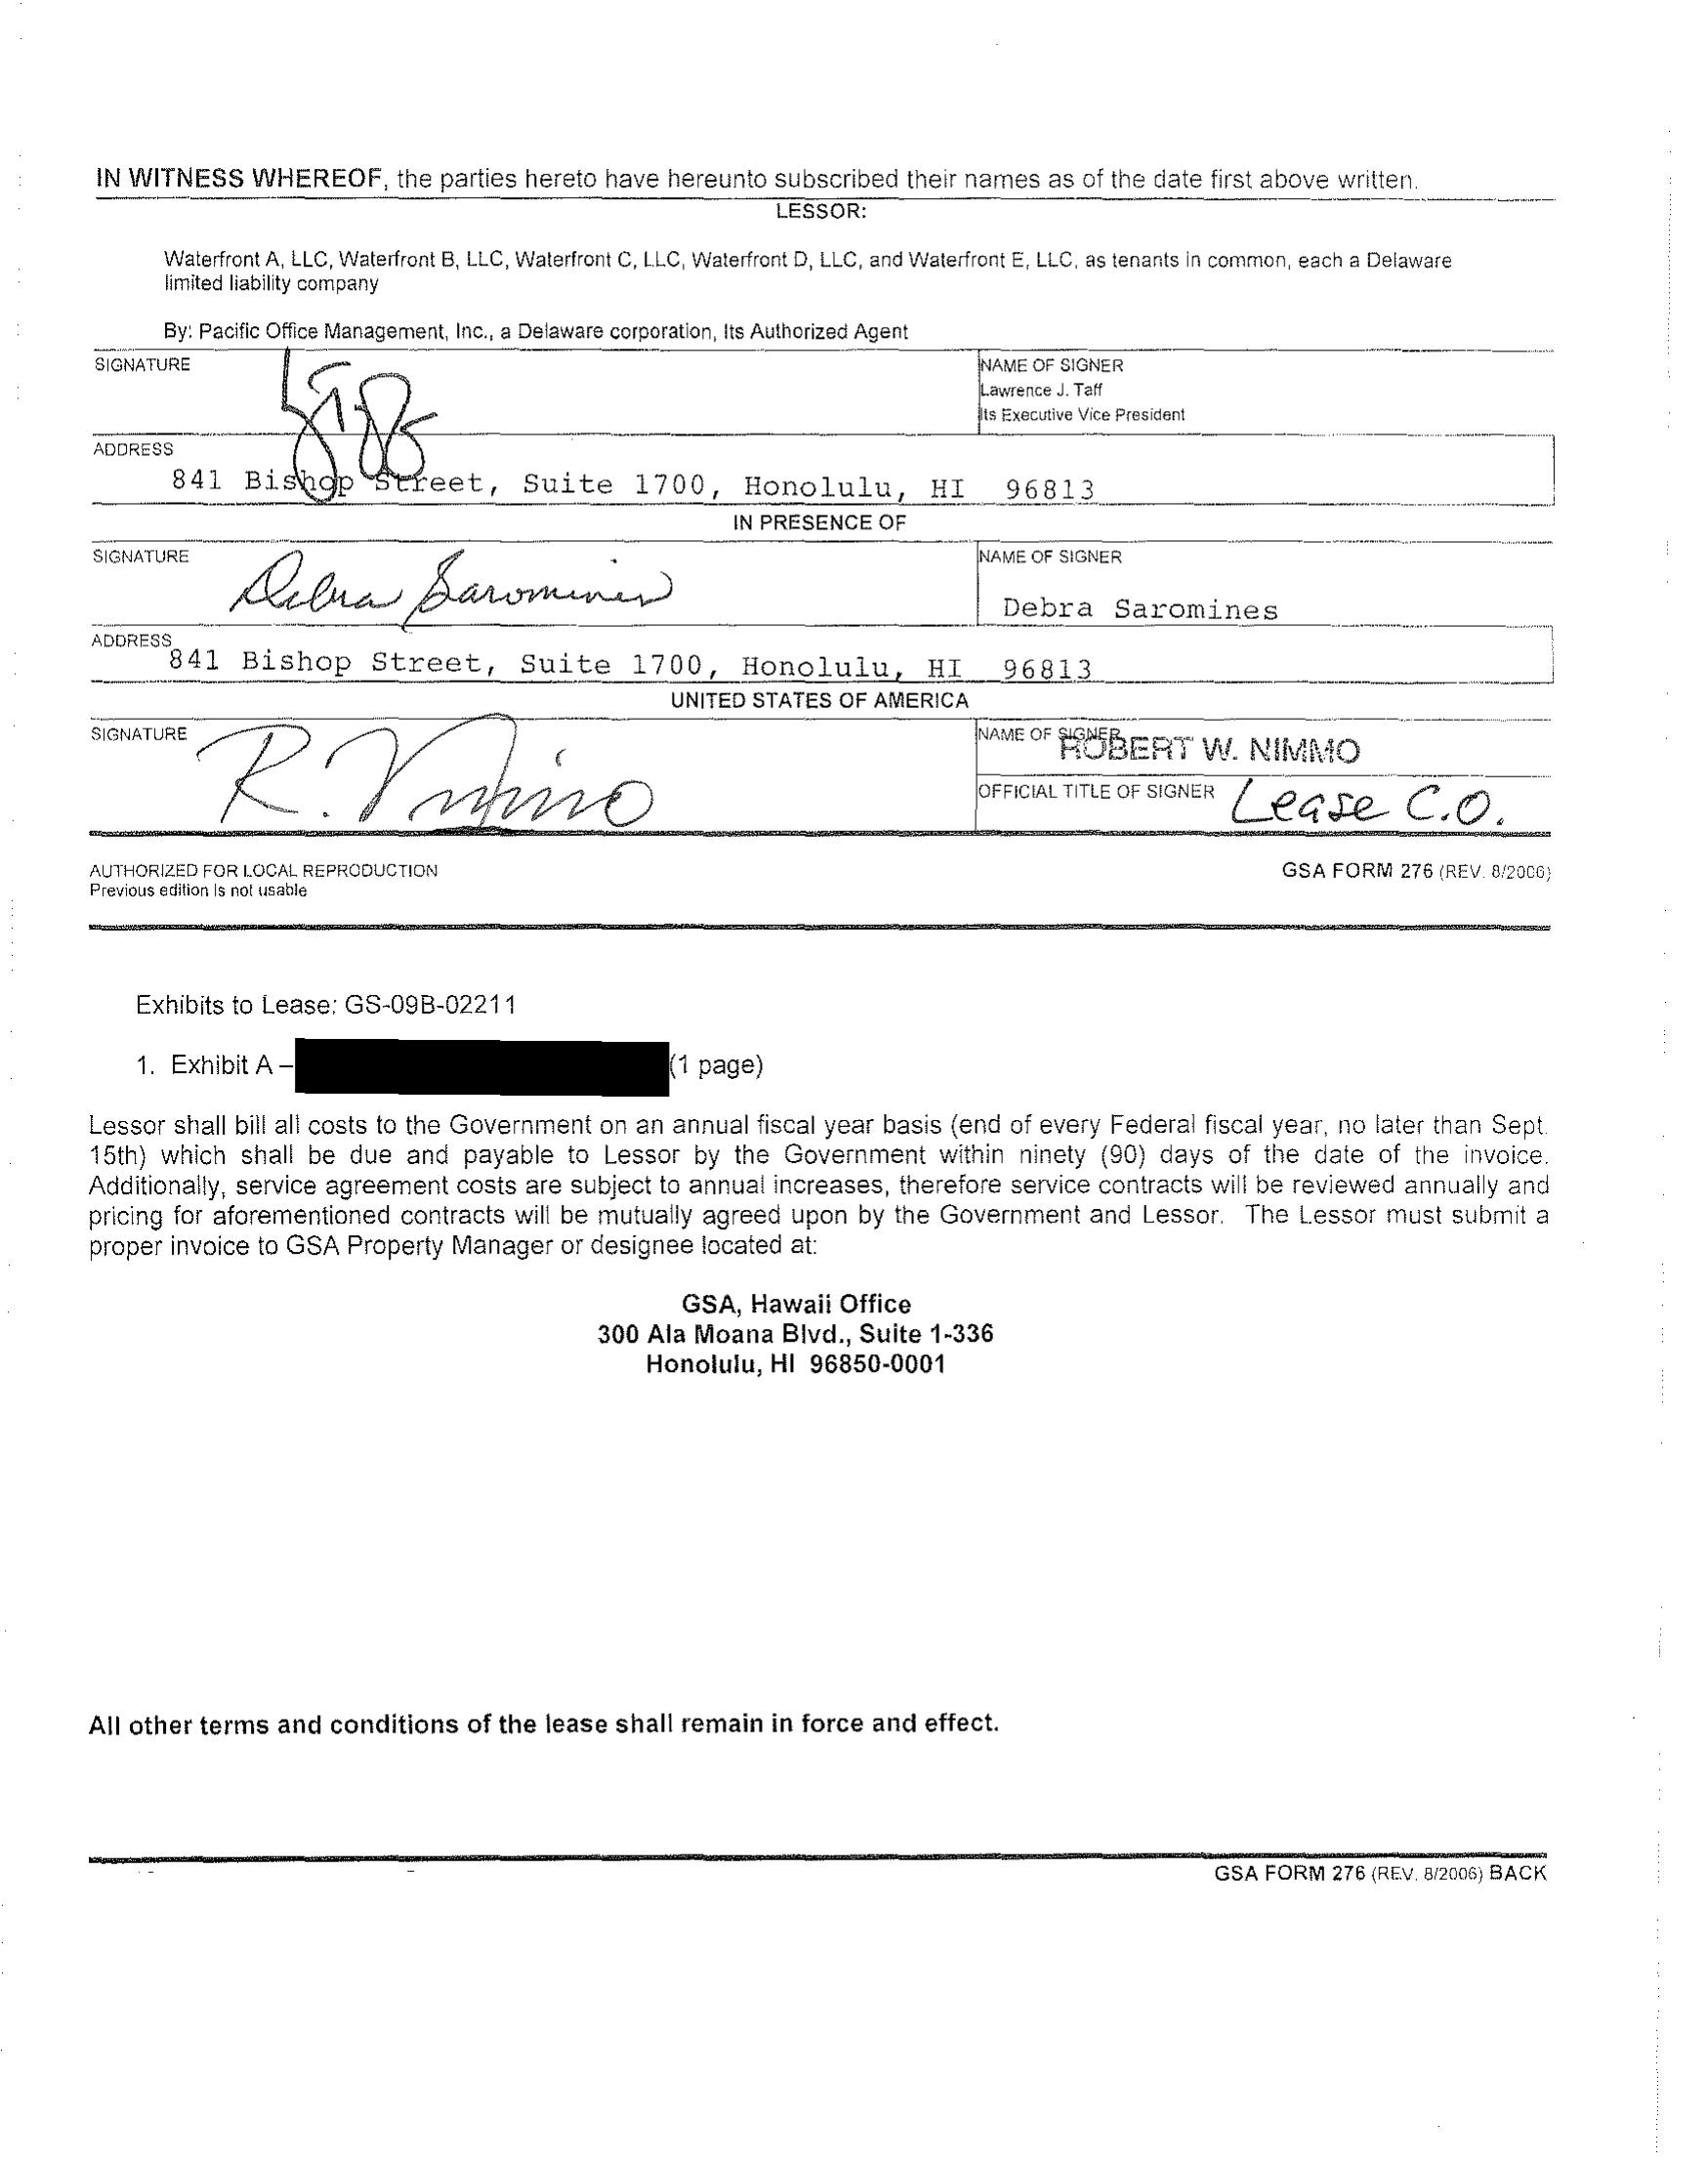 IN WITNESS WHEREOF, the parties hereto have hereunto subscribed their names as of the date first above written.
LESSOR:
Waterfront A, LLC, Waterfront B, LLC, Waterfront C, LLC, Waterfront D, LLC, and Waterfront E, LLC, as tenants in common, each a Delaware
limited liability company
By: Pacific Office Management, Inc., a Delaware corporation, Its Authorized Agent
SIGNATURE
NAME OF SIGNER
Lawrence J. Taff
Its Executive Vice President
ADDRESS
841 Bishop Street, Suite 1700, Honolulu, HI 96813
IN PRESENCE OF
SIGNATURE
Debra Saromines
NAME OF SIGNER
Debra Saromines
ADDRESS
841 Bishop Street, Suite 1700, Honolulu, HI 96813
UNITED STATES OF AMERICA
SIGNATURE
R. Nimmo
NAME OF SIGNER
ROBERT W. NIMMO
OFFICIAL TITLE OF SIGNER Lease C.O.
AUTHORIZED FOR LOCAL REPRODUCTION
Previous edition is not usable
GSA FORM 276 (REV. 8/2006)
Exhibits to Lease: GS-09B-02211
1. Exhibit A – (1 page)
Lessor shall bill all costs to the Government on an annual fiscal year basis (end of every Federal fiscal year, no later than Sept.
15th) which shall be due and payable to Lessor by the Government within ninety (90) days of the date of the invoice.
Additionally, service agreement costs are subject to annual increases, therefore service contracts will be reviewed annually and
pricing for aforementioned contracts will be mutually agreed upon by the Government and Lessor. The Lessor must submit a
proper invoice to GSA Property Manager or designee located at:
GSA, Hawaii Office
300 Ala Moana Blvd., Suite 1-336
Honolulu, HI 96850-0001
All other terms and conditions of the lease shall remain in force and effect.
GSA FORM 276 (REV. 8/2006) BACK